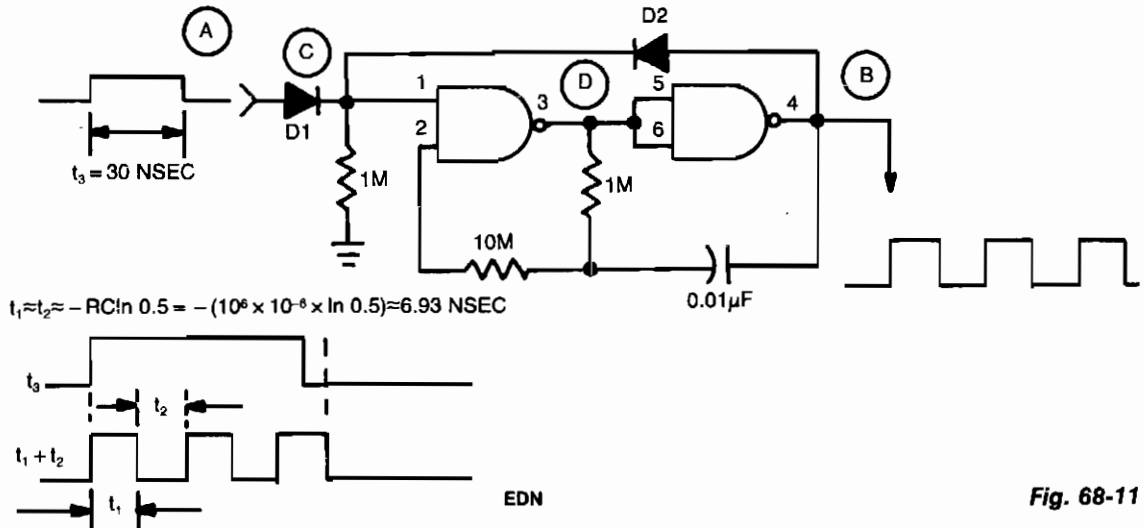 A
C
D2
D
B
1
2
3
5
6
4
D1
t₃ = 30 NSEC
1M
1M
10M
0.01µF
t₁≈t₂≈ – RCln 0.5 = – (10⁶ x 10⁻⁸ x ln 0.5)≈6.93 NSEC
t₃
t₂
t₁ + t₂
t₁
EDN
Fig. 68-11